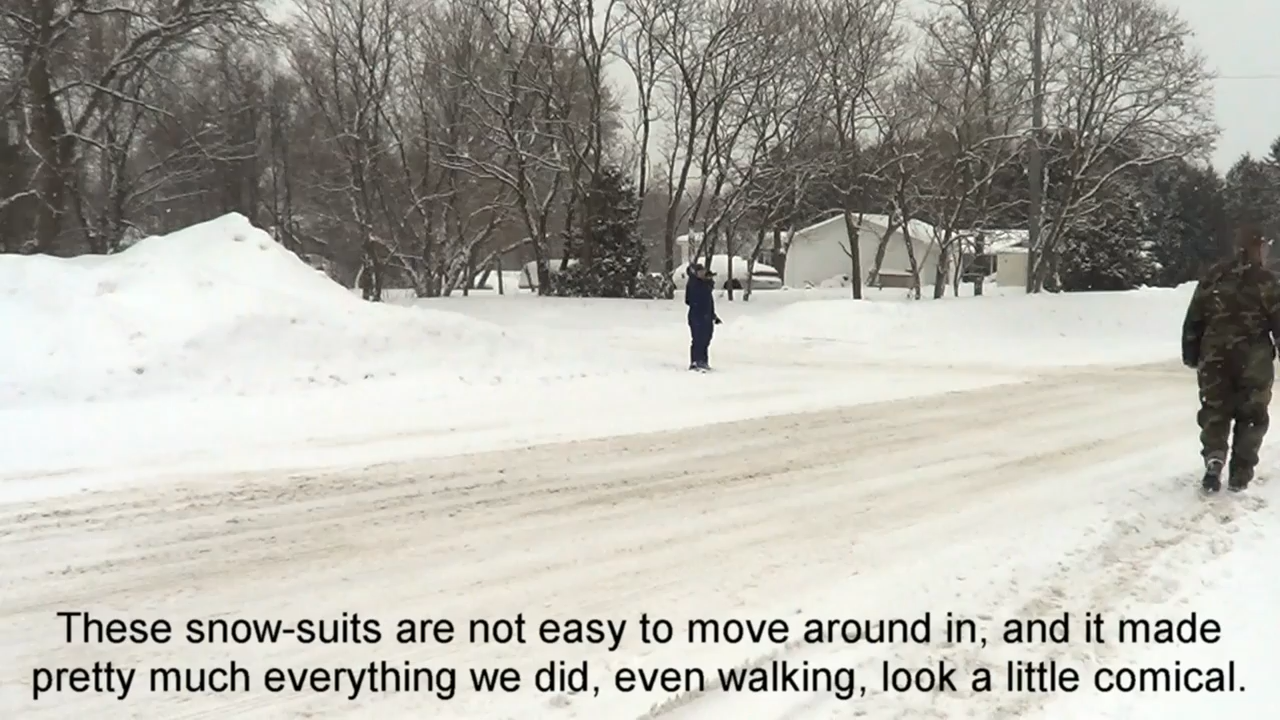 These snow-suits are not easy to move around in, and it made
pretty much everything we did, even walking, look a little comical.